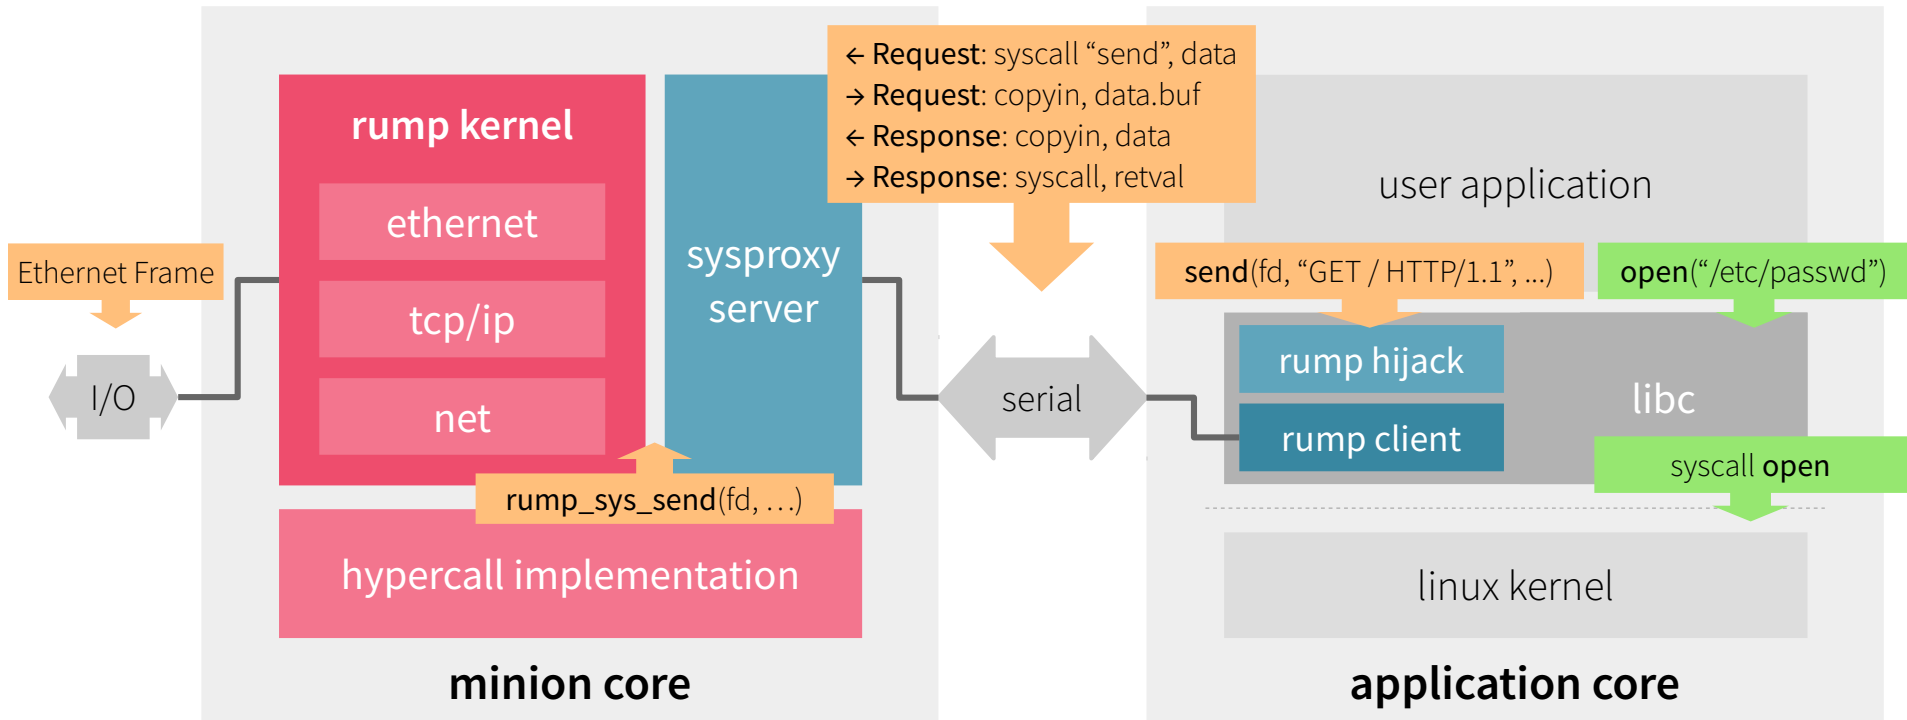 ← Request: syscall “send”, data
→ Request: copyin, data.buf
← Response: copyin, data
→ Response: syscall, retval
rump kernel
ethernet
tcp/ip
net
sysproxy
server
Ethernet Frame
I/O
rump_sys_send(fd, …)
hypercall implementation
minion core
serial
user application
send(fd, “GET / HTTP/1.1”, ...)
open(“/etc/passwd”)
rump hijack
rump client
libc
syscall open
linux kernel
application core